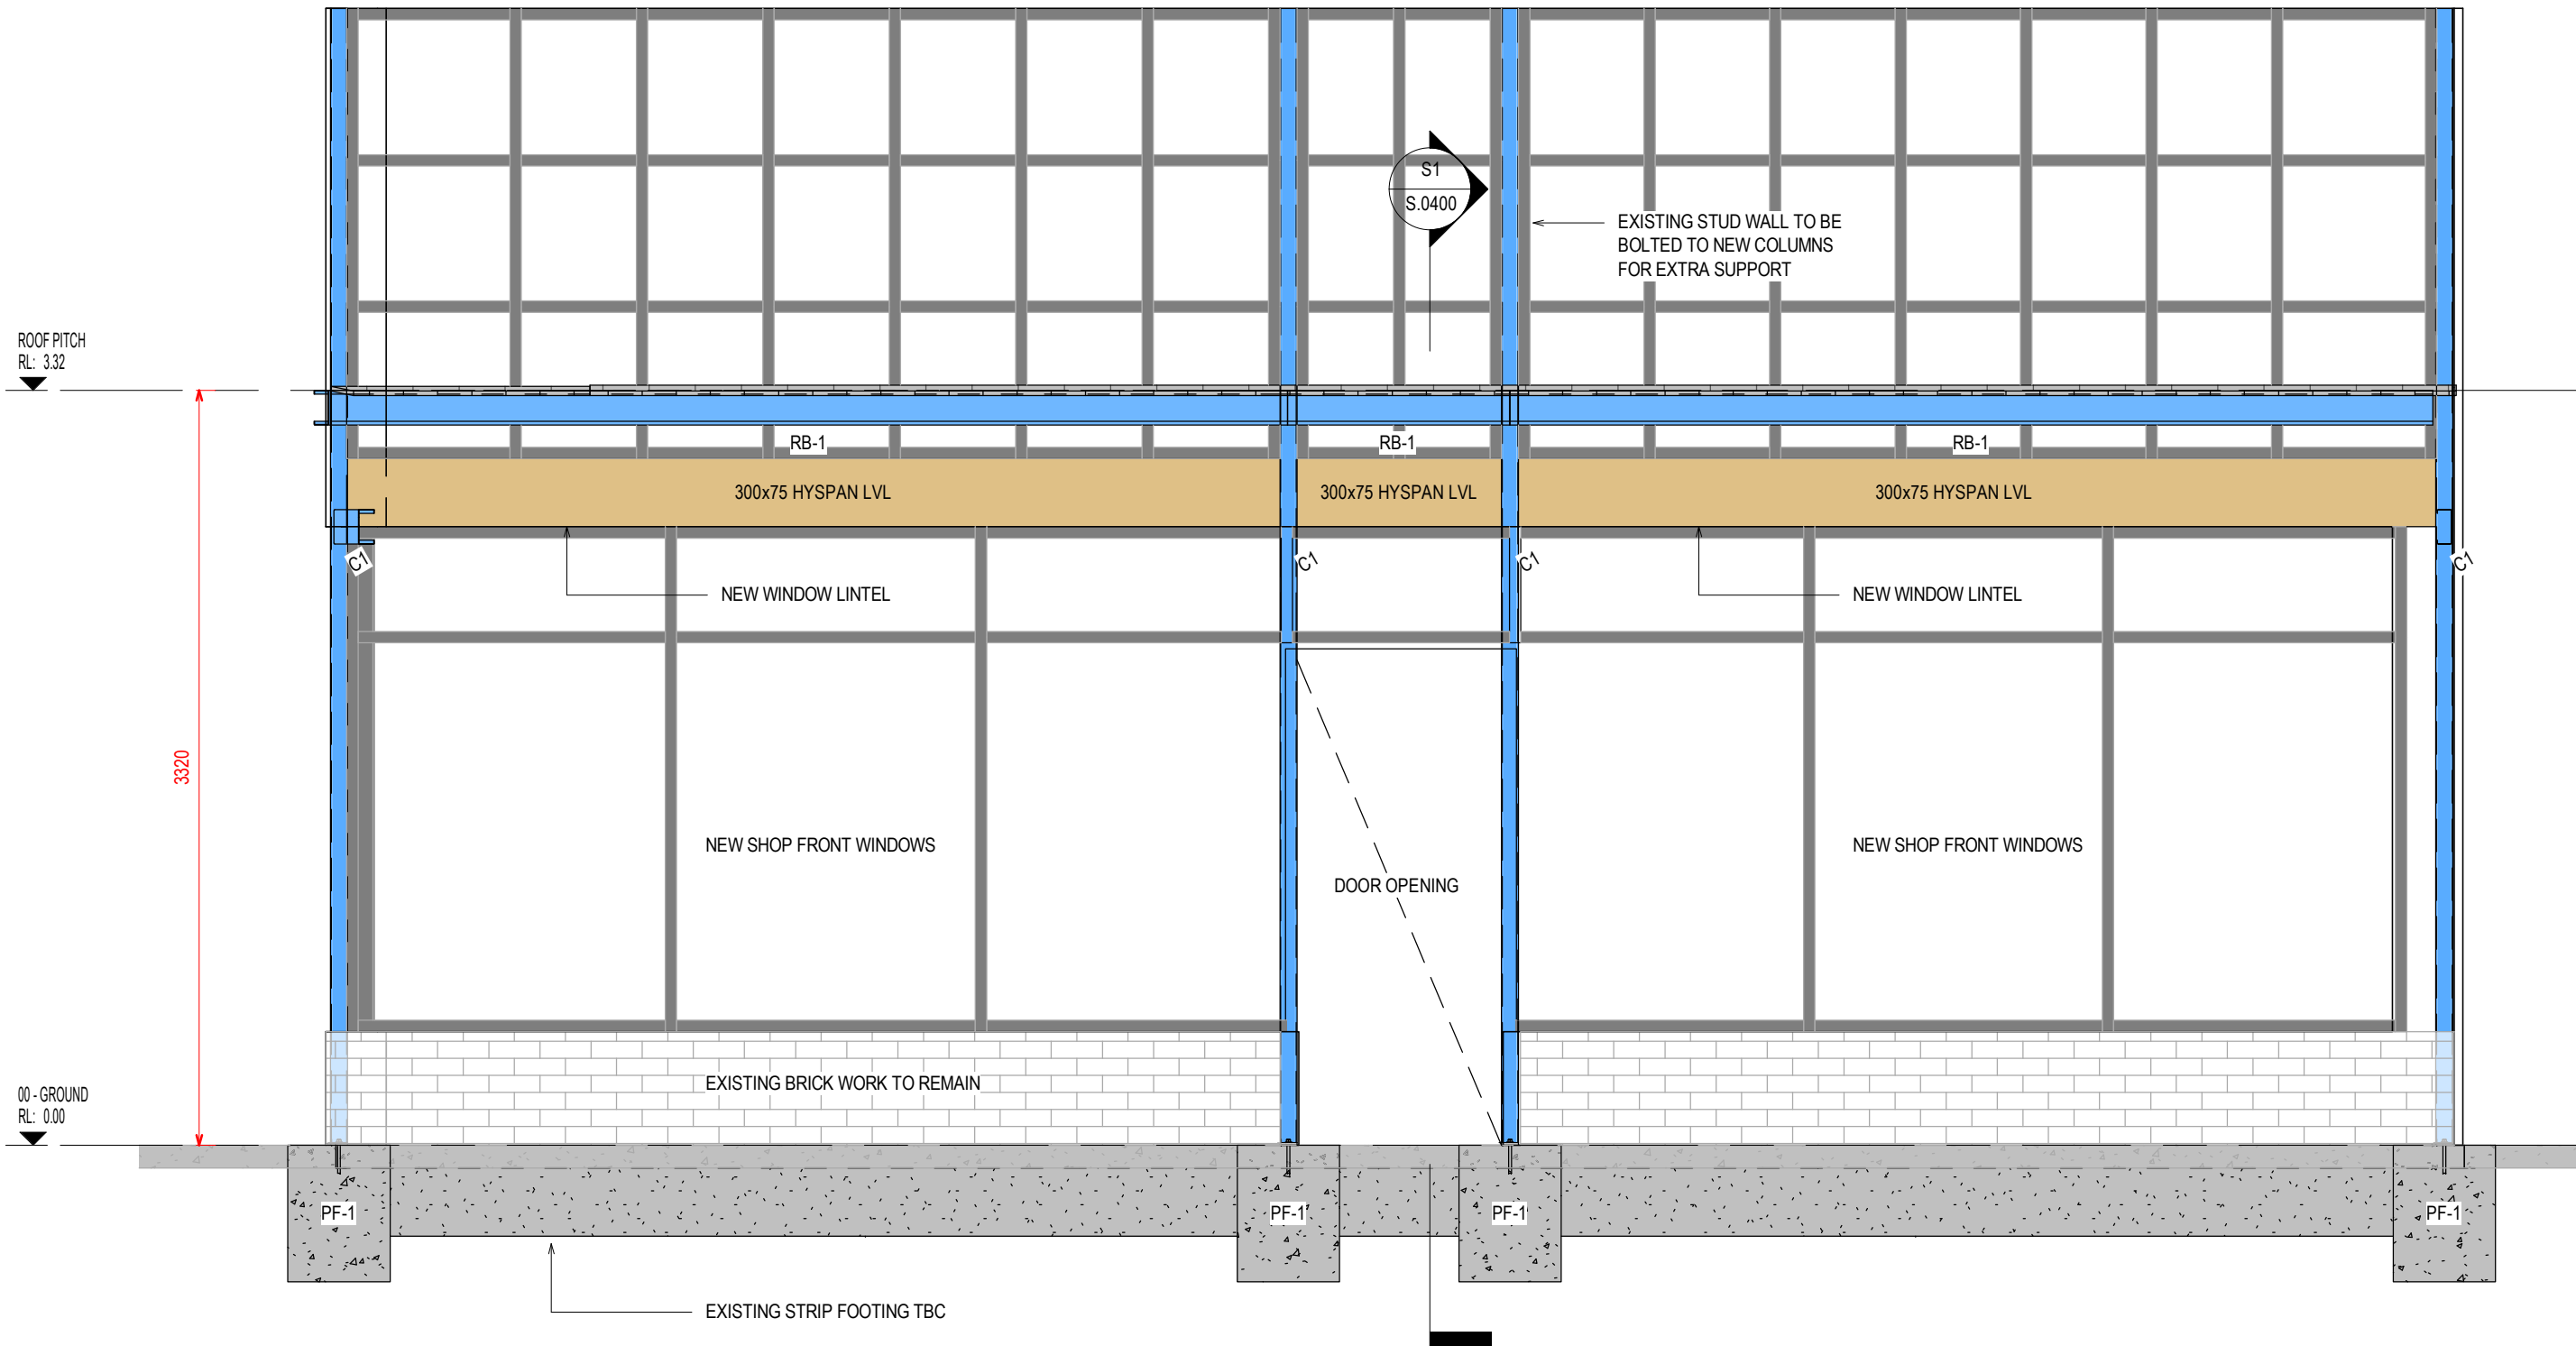 S1
S.0400
EXISTING STUD WALL TO BE
BOLTED TO NEW COLUMNS
FOR EXTRA SUPPORT
ROOF PITCH
RL: 3.32
RB-1
RB-1
RB-1
300x75 HYSPAN LVL
300x75 HYSPAN LVL
300x75 HYSPAN LVL
C1
C1
C1
C1
NEW WINDOW LINTEL
NEW WINDOW LINTEL
3320
NEW SHOP FRONT WINDOWS
NEW SHOP FRONT WINDOWS
DOOR OPENING
EXISTING BRICK WORK TO REMAIN
00 - GROUND
RL: 0.00
PF-1
PF-1
PF-1
PF-1
EXISTING STRIP FOOTING TBC